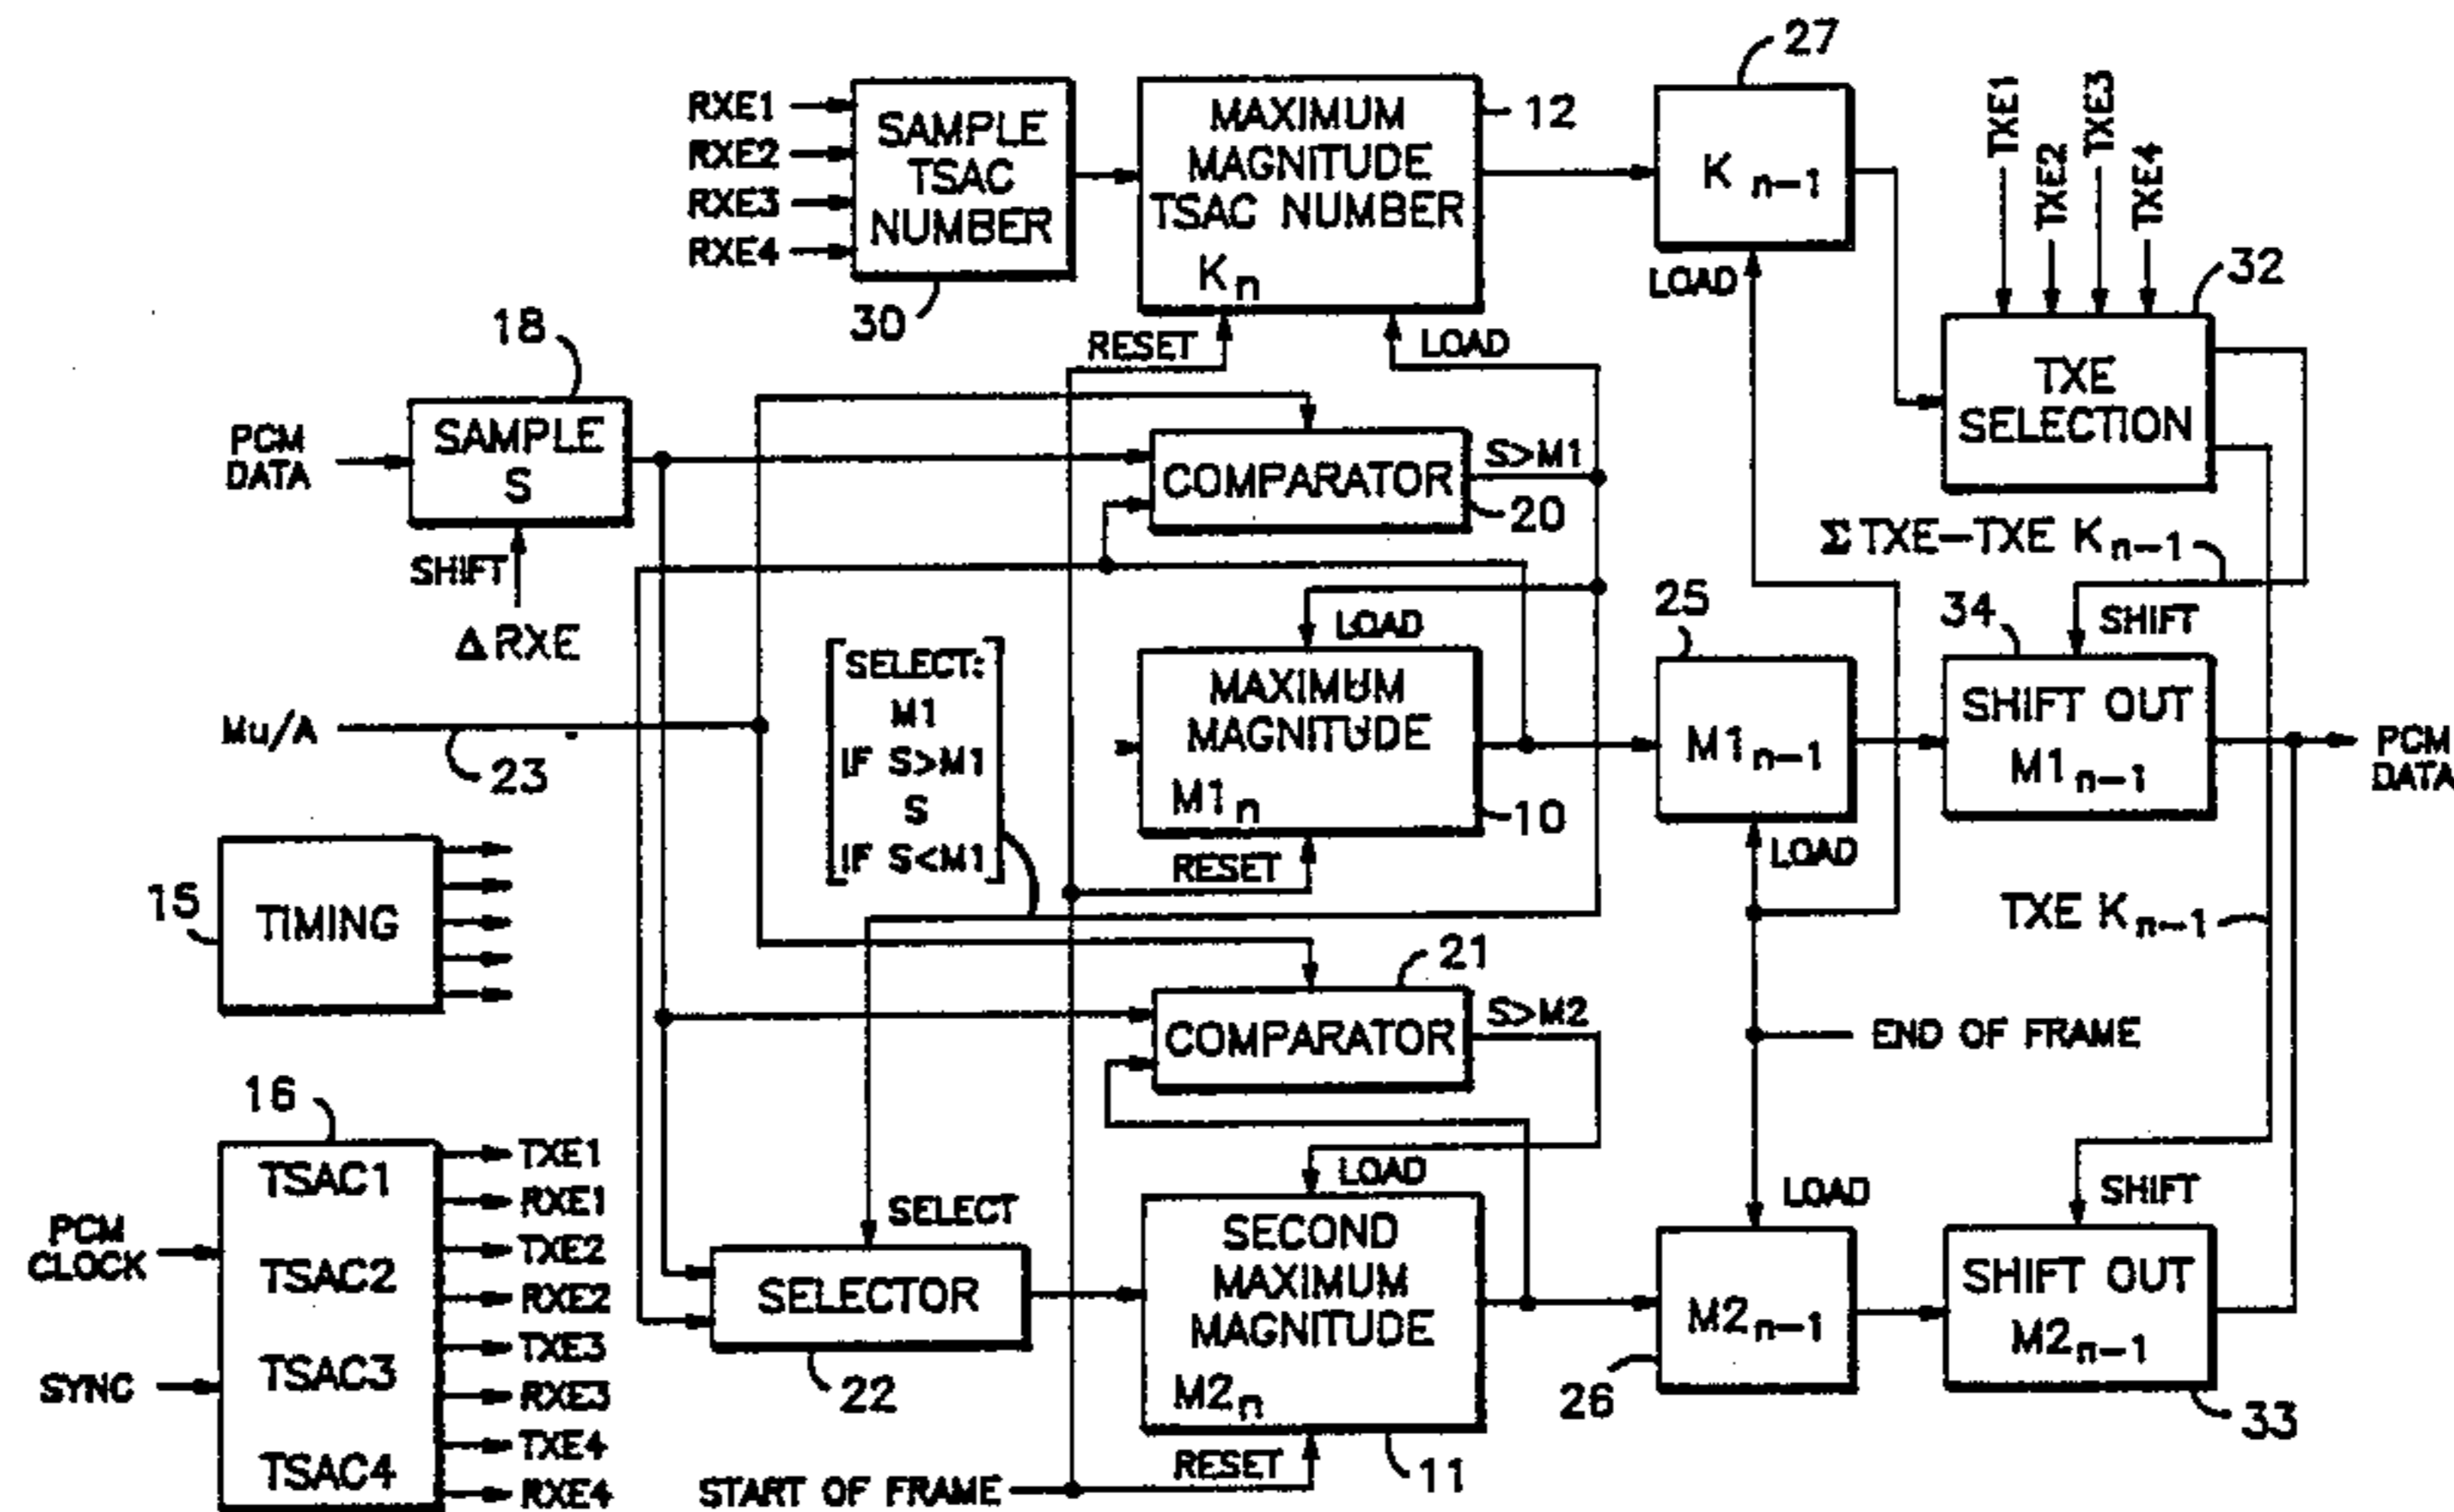 RXE1
RXE2
RXE3
RXE4
SAMPLE
TSAC
NUMBER
30
MAXIMUM
MAGNITUDE
TSAC NUMBER
Kn
12
RESET
LOAD
27
K n-1
LOAD
TXE1
TXE2
TXE3
TXE4
32
TXE
SELECTION
18
PCM
DATA
SAMPLE
S
SHIFT
Δ RXE
COMPARATOR
S>M1
20
Σ TXE-TXE Kn-1
Mu/A
23
SELECT:
M1
IF S>M1
S
IF S<M1
LOAD
MAXIMUM
MAGNITUDE
M1n
10
RESET
25
M1n-1
LOAD
34
SHIFT
SHIFT OUT
M1n-1
PCM
DATA
15
TIMING
TXE Kn-1
21
COMPARATOR
S>M2
END OF FRAME
16
PCM
CLOCK
SYNC
TSAC1
TSAC2
TSAC3
TSAC4
TXE1
RXE1
TXE2
RXE2
TXE3
RXE3
TXE4
RXE4
SELECT
SELECTOR
22
LOAD
SECOND
MAXIMUM
MAGNITUDE
M2n
11
RESET
START OF FRAME
LOAD
M2n-1
26
SHIFT
SHIFT OUT
M2n-1
33